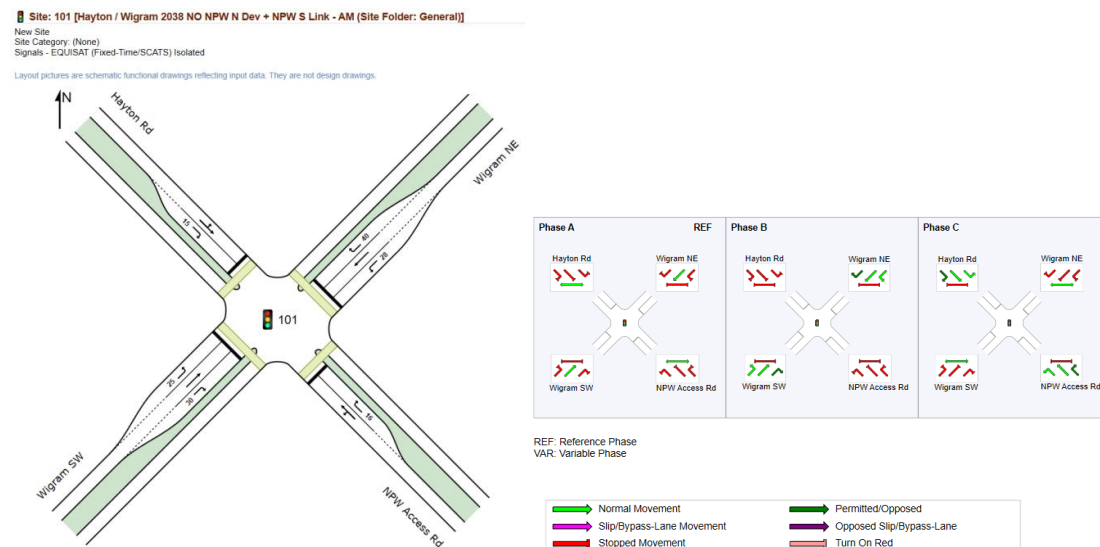 Site: 101 [Hayton / Wigram 2038 NO NPW N Dev + NPW S Link - AM (Site Folder: General)]
New Site
Site Category: (None)
Signals - EQUISAT (Fixed-Time/SCATS) Isolated
Layout pictures are schematic functional drawings reflecting input data. They are not design drawings.
N
Hayton Rd
Wigram NE
15
40
28
101
25
30
16
Wigram SW
NPW Access Rd
Phase A
REF
Phase B
Phase C
Hayton Rd
Wigram NE
Hayton Rd
Wigram NE
Hayton Rd
Wigram NE
Wigram SW
NPW Access Rd
Wigram SW
NPW Access Rd
Wigram SW
NPW Access Rd
REF: Reference Phase
VAR: Variable Phase
Normal Movement
Permitted/Opposed
Slip/Bypass-Lane Movement
Opposed Slip/Bypass-Lane
Stopped Movement
Turn On Red